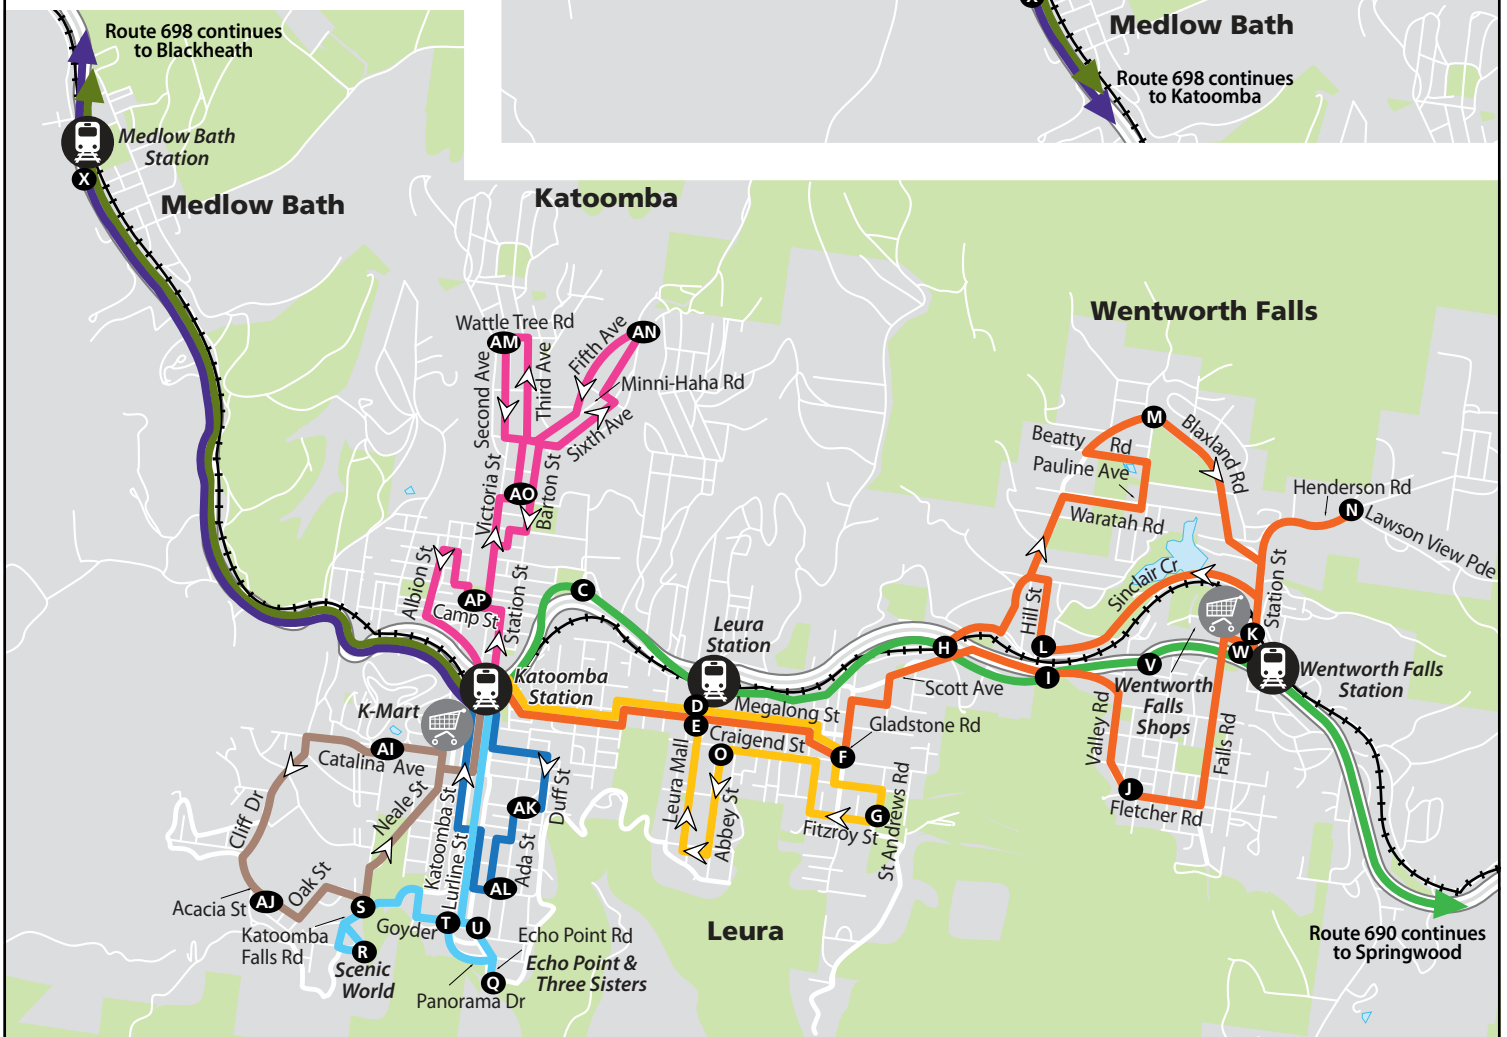 Route 698 continues
to Blackheath
Medlow Bath
Route 698 continues
to Katoomba
X
Medlow Bath
Station
X
Medlow Bath
Katoomba
Wentworth Falls
Wattle Tree Rd
AM
AN
Second Ave
Third Ave
Fifth Ave
Minni-Haha Rd
Sixth Ave
Victoria St
AO
Barton St
Albion St
AP
Camp St
Station St
C
Leura
Station
Katoomba
Station
K-Mart
D
Megalong St
E
Craigend St
Leura Mall
O
Abbey St
F
Gladstone Rd
G
Fitzroy St
St Andrews Rd
Scott Ave
H
I
Hill St
L
M
Beatty Rd
Pauline Ave
Waratah Rd
Blaxland Rd
Henderson Rd
N
Lawson View Pde
Sinclair Cr
Station St
K
W
V
Wentworth
Falls
Shops
Wentworth Falls
Station
Valley Rd
Falls Rd
J
Fletcher Rd
AI
Catalina Ave
Cliff Dr
Neale St
Katoomba St
Lurline St
Duff St
AK
Ada St
AL
Acacia St
AJ
Oak St
S
Katoomba
Falls Rd
Goyder
T
U
R
Scenic
World
Echo Point Rd
Echo Point &
Three Sisters
Q
Panorama Dr
Leura
Route 690 continues
to Springwood